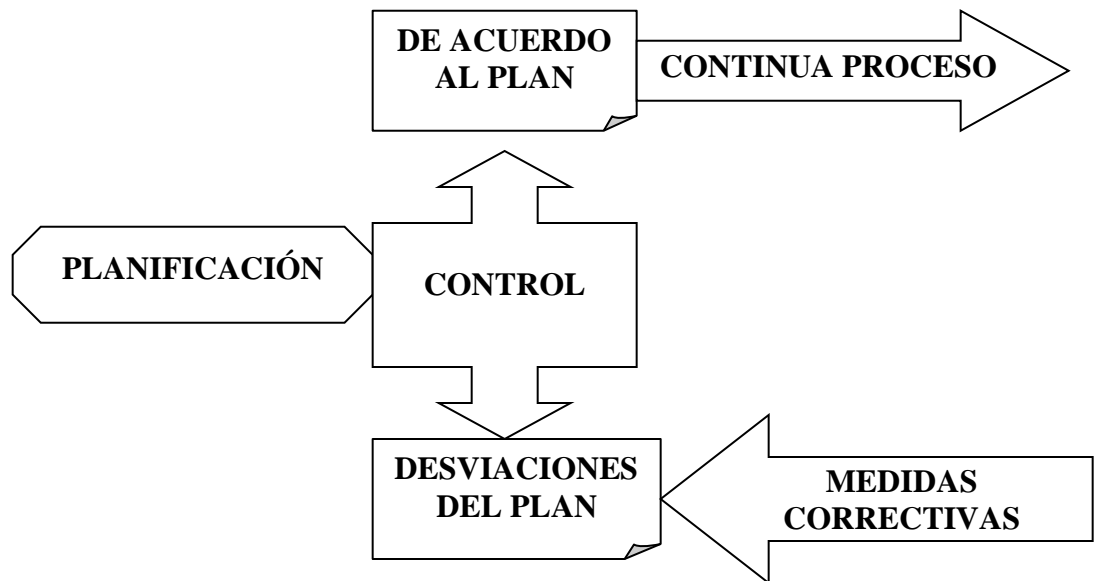 DE ACUERDO
AL PLAN
CONTINUA PROCESO
PLANIFICACIÓN
CONTROL
DESVIACIONES
DEL PLAN
MEDIDAS
CORRECTIVAS